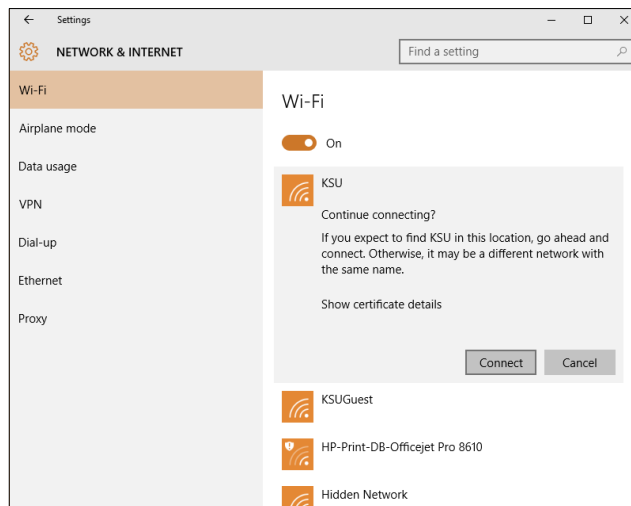 Settings
NETWORK & INTERNET
Find a setting
Wi-Fi
Airplane mode
Data usage
VPN
Dial-up
Ethernet
Proxy
Wi-Fi
On
KSU
Continue connecting?
If you expect to find KSU in this location, go ahead and
connect. Otherwise, it may be a different network with
the same name.
Show certificate details
Connect
Cancel
KSUGuest
HP-Print-DB-Officejet Pro 8610
Hidden Network